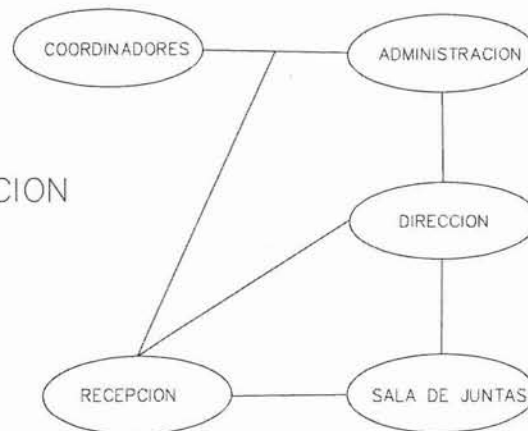 COORDINADORES
ADMINISTRACION
CION
DIRECCION
RECEPCION
SALA DE JUNTAS